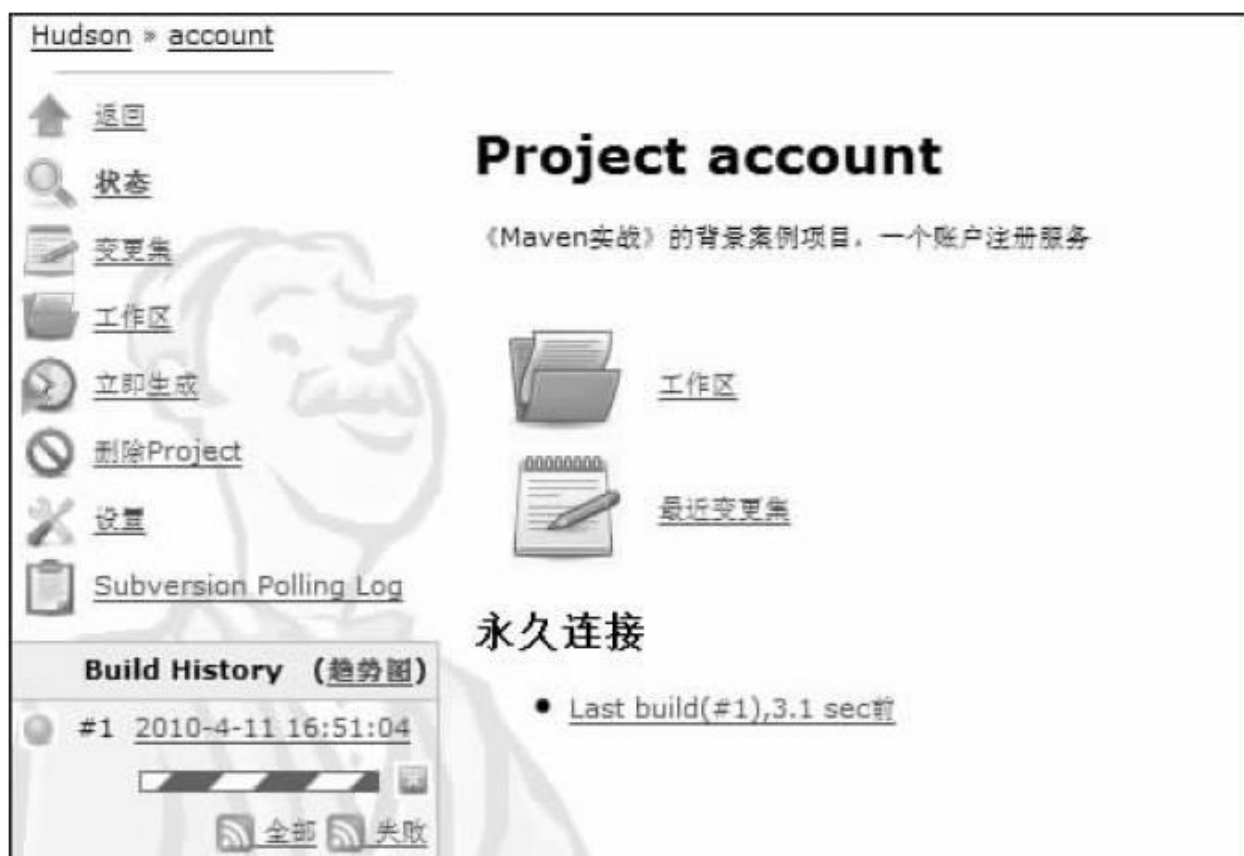 Hudson » account
返回
状态
变更集
工作区
立即生成
删除Project
设置
Subversion Polling Log
Build History (趋势图)
#1 2010-4-11 16:51:04
全部 失败
Project account
《Maven实战》的背景案例项目，一个账户注册服务
工作区
最近变更集
永久连接
Last build(#1),3.1 sec前